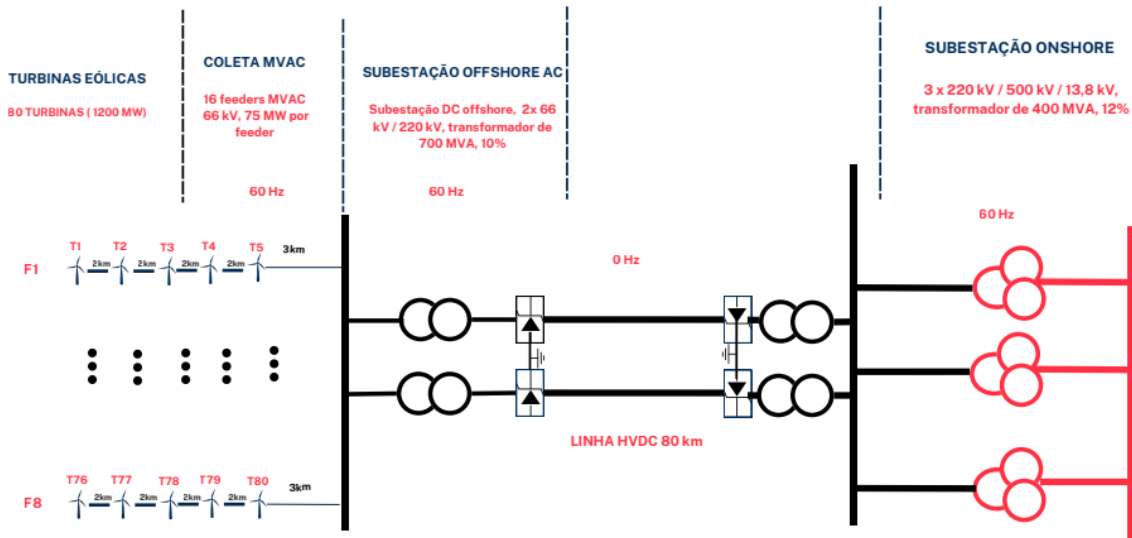 TURBINAS EÓLICAS
80 TURBINAS ( 1200 MW)
COLETA MVAC
16 feeders MVAC
66 kV, 75 MW por
feeder
60 Hz
SUBESTAÇÃO OFFSHORE AC
Subestação DC offshore, 2x 66
kV / 220 kV, transformador de
700 MVA, 10%
60 Hz
SUBESTAÇÃO ONSHORE
3 x 220 kV / 500 kV / 13,8 kV,
transformador de 400 MVA, 12%
60 Hz
0 Hz
F1
T1 T2 T3 T4 T5
2km 2km 2km 2km 3km
LINHA HVDC 80 km
F8
T76 T77 T78 T79 T80
2km 2km 2km 2km 3km